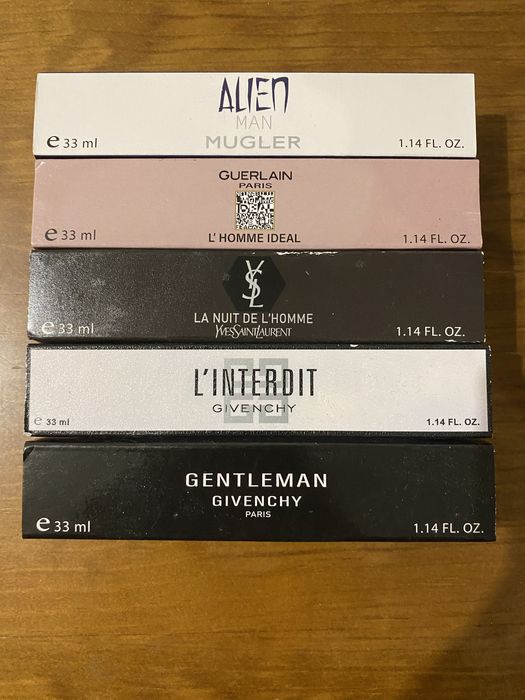 ALIEN
MAN
MUGLER
e 33 ml
1.14 FL. OZ.
GUERLAIN
PARIS
L' HOMME IDEAL
e 33 ml
1.14 FL. OZ.
YSL
LA NUIT DE L'HOMME
YVESSAINTLAURENT
e 33 ml
1.14 FL. OZ.
L'INTERDIT
GIVENCHY
e 33 ml
1.14 FL. OZ.
GENTLEMAN
GIVENCHY
PARIS
e 33 ml
1.14 FL. OZ.